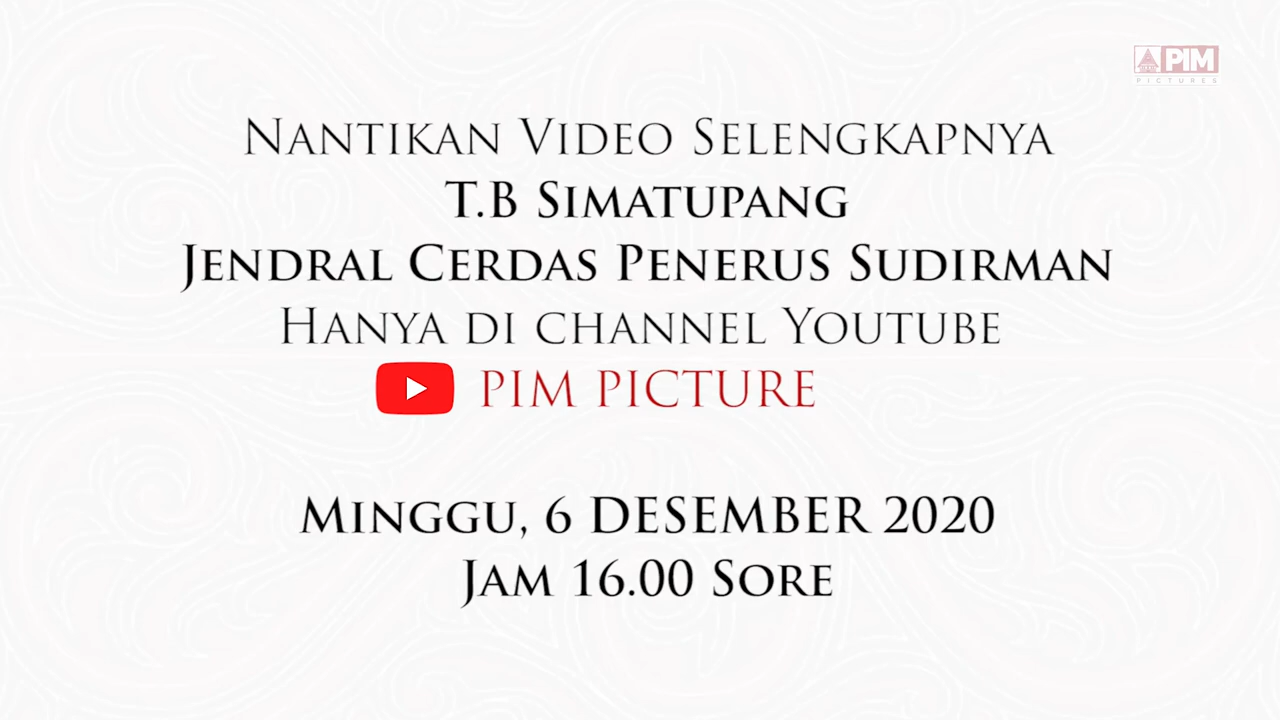 PIM
PICTURES
NANTIKAN VIDEO SELENGKAPNYA
T.B SIMATUPANG
JENDRAL CERDAS PENERUS SUDIRMAN
HANYA DI CHANNEL YOUTUBE
PIM PICTURE
MINGGU, 6 DESEMBER 2020
JAM 16.00 SORE